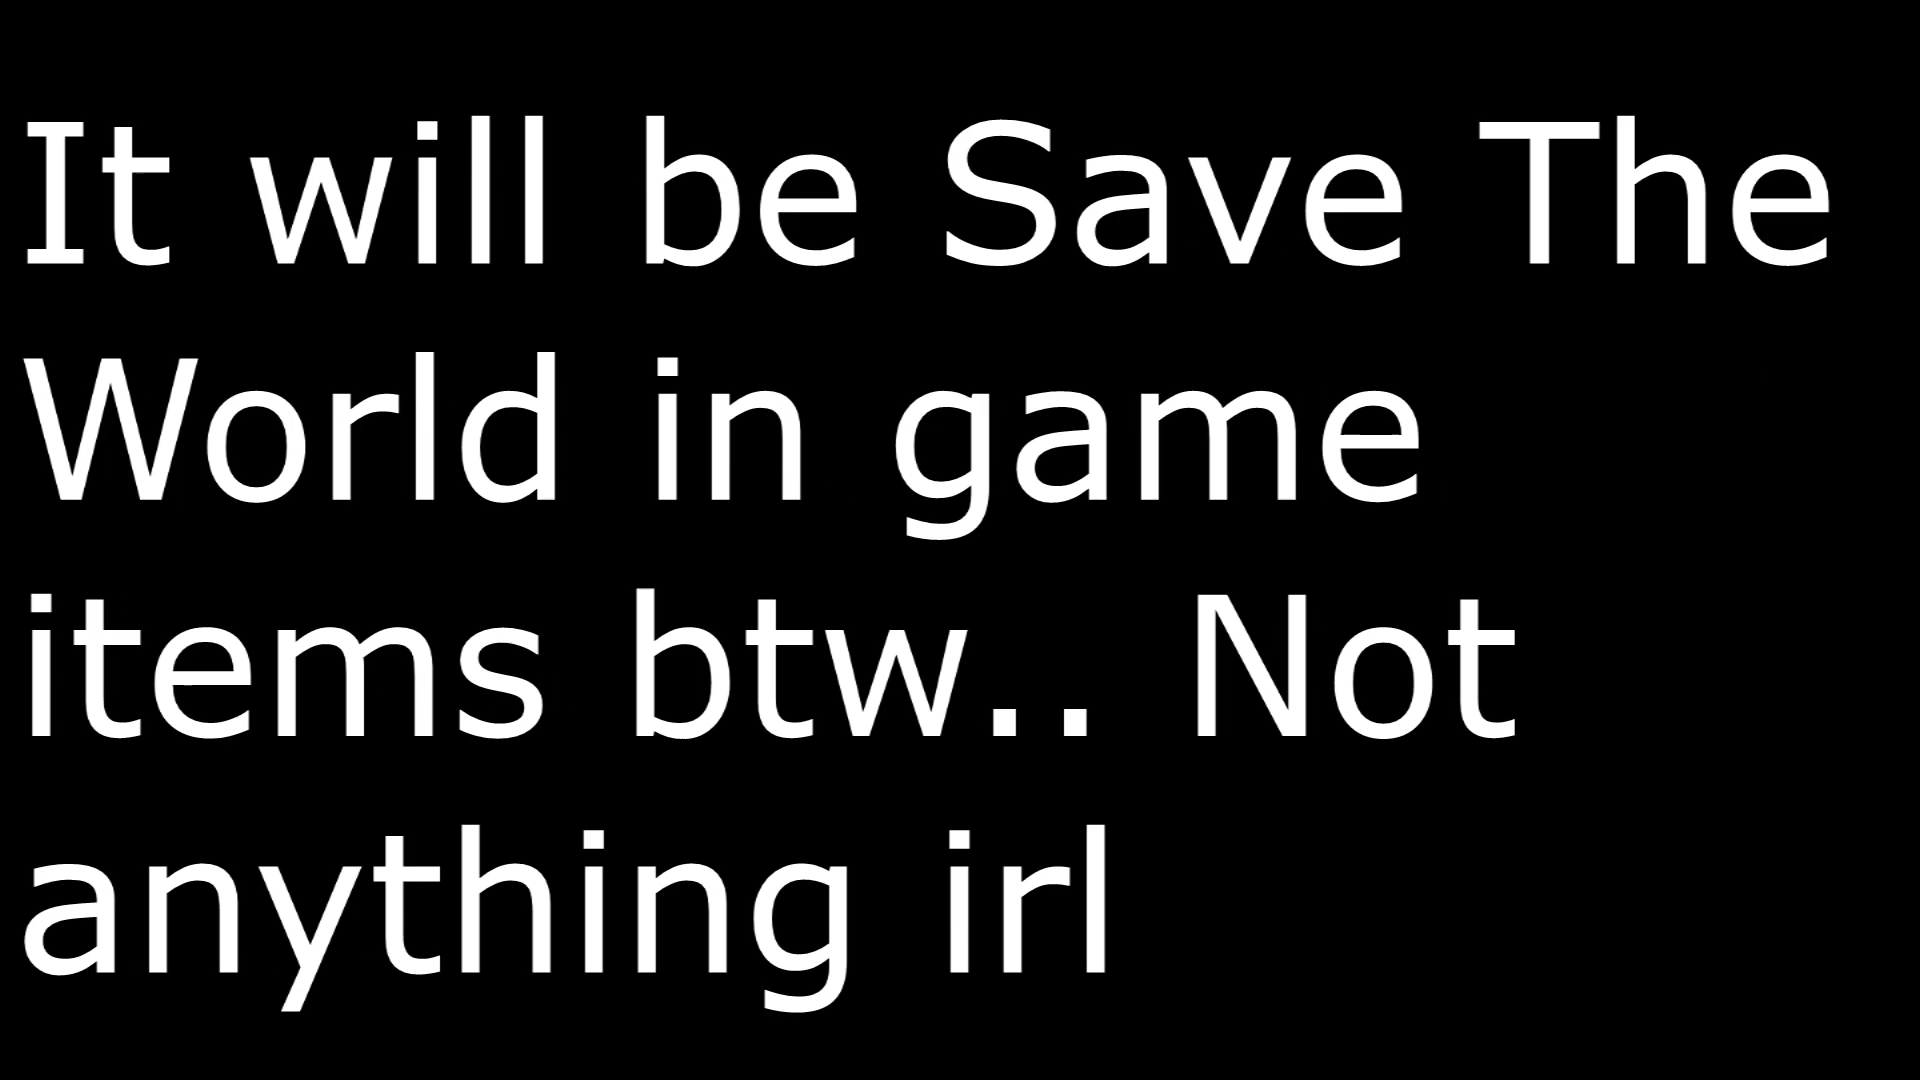 It will be Save The
World in game
items btw.. Not
anything irl